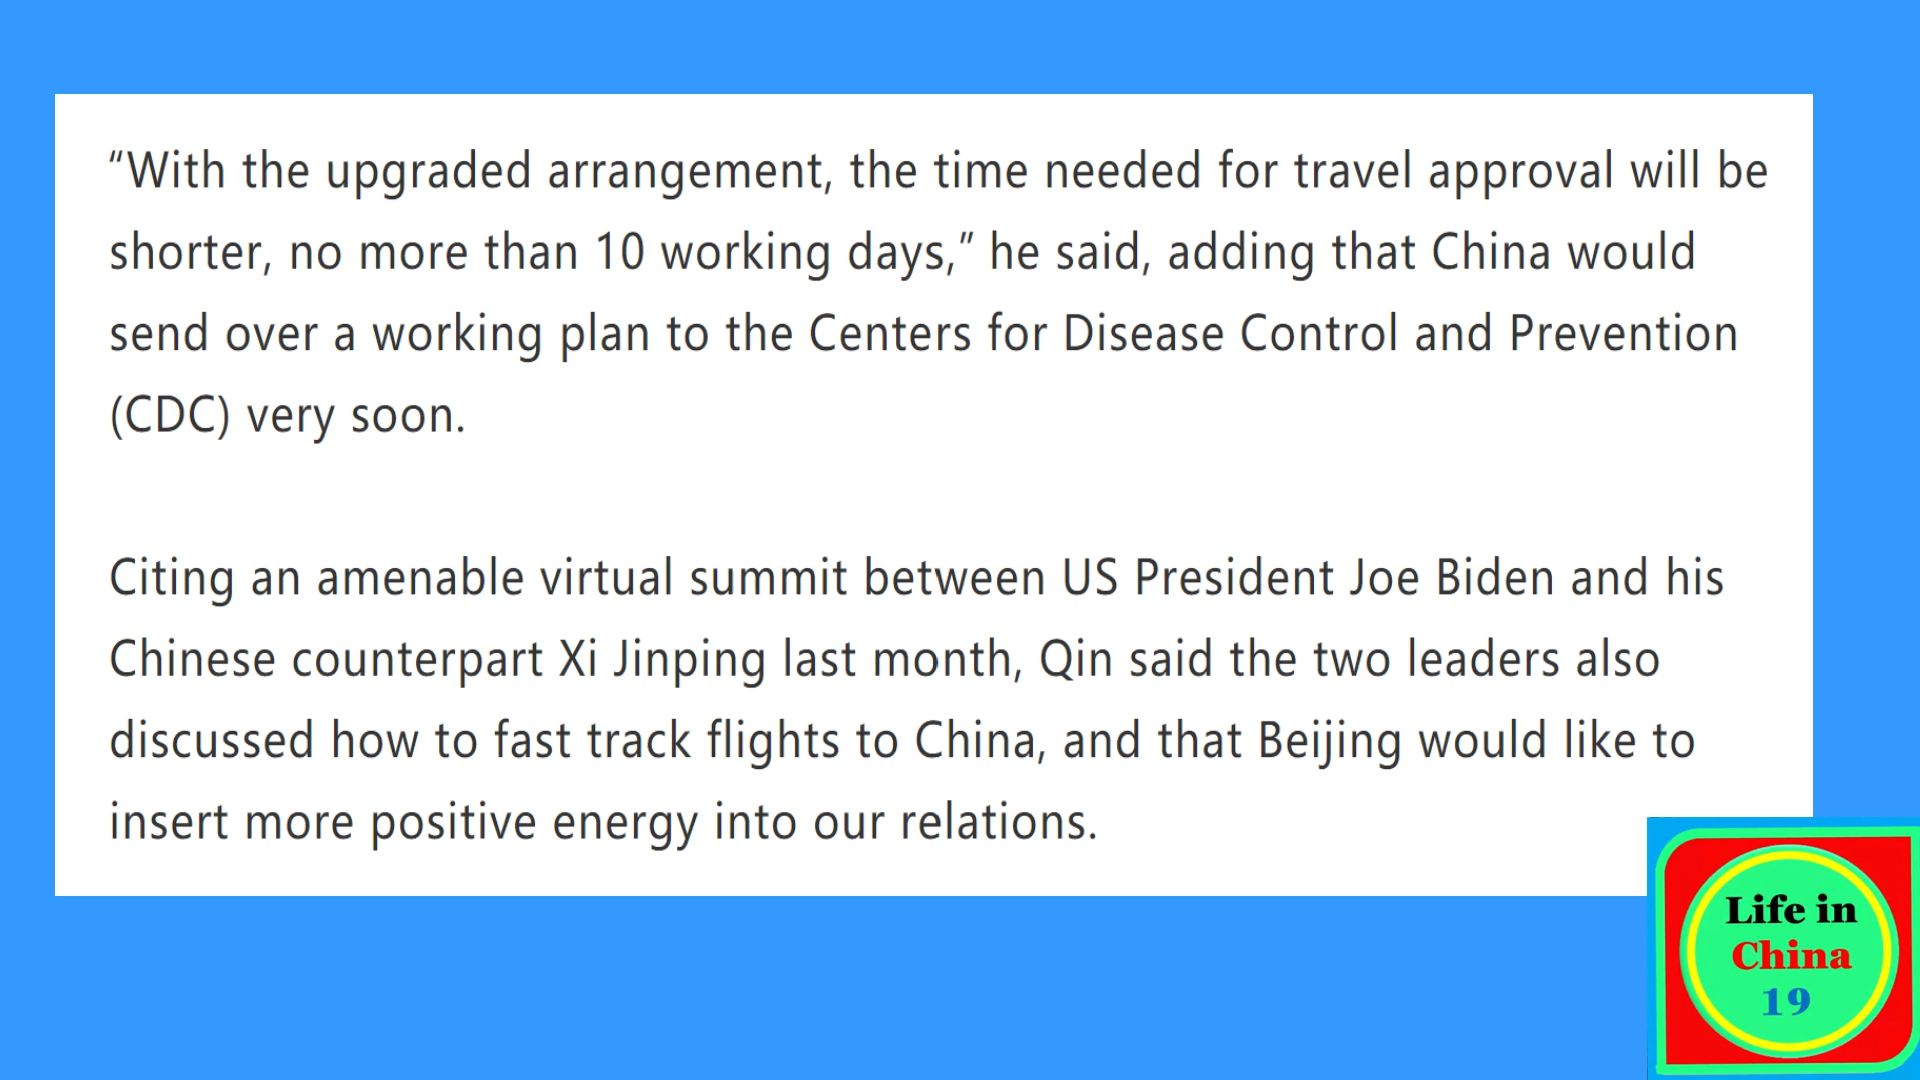 “With the upgraded arrangement, the time needed for travel approval will be
shorter, no more than 10 working days,” he said, adding that China would
send over a working plan to the Centers for Disease Control and Prevention
(CDC) very soon.
Citing an amenable virtual summit between US President Joe Biden and his
Chinese counterpart Xi Jinping last month, Qin said the two leaders also
discussed how to fast track flights to China, and that Beijing would like to
insert more positive energy into our relations.
Life in
China
19